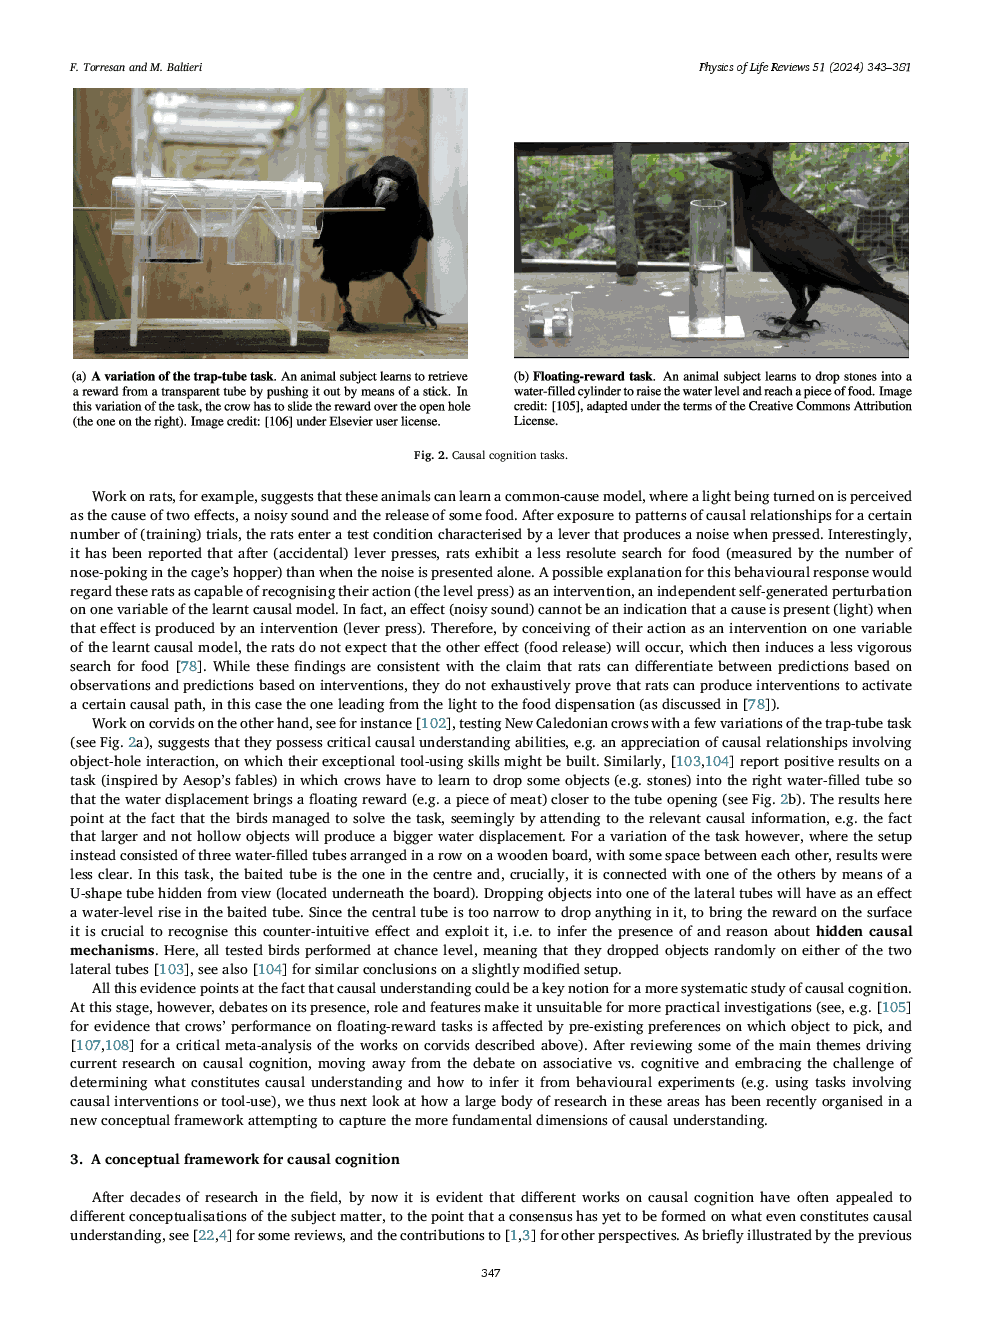 F. Torresan and M. Baltieri
Physics of Life Reviews 51 (2024) 343–381
(a) A variation of the trap-tube task. An animal subject learns to retrieve
a reward from a transparent tube by pushing it out by means of a stick. In
this variation of the task, the crow has to slide the reward over the open hole
(the one on the right). Image credit: [106] under Elsevier user license.
(b) Floating-reward task. An animal subject learns to drop stones into a
water-filled cylinder to raise the water level and reach a piece of food. Image
credit: [105], adapted under the terms of the Creative Commons Attribution
License.
Fig. 2. Causal cognition tasks.
Work on rats, for example, suggests that these animals can learn a common-cause model, where a light being turned on is perceived
as the cause of two effects, a noisy sound and the release of some food. After exposure to patterns of causal relationships for a certain
number of (training) trials, the rats enter a test condition characterised by a lever that produces a noise when pressed. Interestingly,
it has been reported that after (accidental) lever presses, rats exhibit a less resolute search for food (measured by the number of
nose-poking in the cage's hopper) than when the noise is presented alone. A possible explanation for this behavioural response would
regard these rats as capable of recognising their action (the level press) as an intervention, an independent self-generated perturbation
on one variable of the learnt causal model. In fact, an effect (noisy sound) cannot be an indication that a cause is present (light) when
that effect is produced by an intervention (lever press). Therefore, by conceiving of their action as an intervention on one variable
of the learnt causal model, the rats do not expect that the other effect (food release) will occur, which then induces a less vigorous
search for food [78]. While these findings are consistent with the claim that rats can differentiate between predictions based on
observations and predictions based on interventions, they do not exhaustively prove that rats can produce interventions to activate
a certain causal path, in this case the one leading from the light to the food dispensation (as discussed in [78]).
Work on corvids on the other hand, see for instance [102], testing New Caledonian crows with a few variations of the trap-tube task
(see Fig. 2a), suggests that they possess critical causal understanding abilities, e.g. an appreciation of causal relationships involving
object-hole interaction, on which their exceptional tool-using skills might be built. Similarly, [103,104] report positive results on a
task (inspired by Aesop's fables) in which crows have to learn to drop some objects (e.g. stones) into the right water-filled tube so
that the water displacement brings a floating reward (e.g. a piece of meat) closer to the tube opening (see Fig. 2b). The results here
point at the fact that the birds managed to solve the task, seemingly by attending to the relevant causal information, e.g. the fact
that larger and not hollow objects will produce a bigger water displacement. For a variation of the task however, where the setup
instead consisted of three water-filled tubes arranged in a row on a wooden board, with some space between each other, results were
less clear. In this task, the baited tube is the one in the centre and, crucially, it is connected with one of the others by means of a
U-shape tube hidden from view (located underneath the board). Dropping objects into one of the lateral tubes will have as an effect
a water-level rise in the baited tube. Since the central tube is too narrow to drop anything in it, to bring the reward on the surface
it is crucial to recognise this counter-intuitive effect and exploit it, i.e. to infer the presence of and reason about hidden causal
mechanisms. Here, all tested birds performed at chance level, meaning that they dropped objects randomly on either of the two
lateral tubes [103], see also [104] for similar conclusions on a slightly modified setup.
All this evidence points at the fact that causal understanding could be a key notion for a more systematic study of causal cognition.
At this stage, however, debates on its presence, role and features make it unsuitable for more practical investigations (see, e.g. [105]
for evidence that crows' performance on floating-reward tasks is affected by pre-existing preferences on which object to pick, and
[107,108] for a critical meta-analysis of the works on corvids described above). After reviewing some of the main themes driving
current research on causal cognition, moving away from the debate on associative vs. cognitive and embracing the challenge of
determining what constitutes causal understanding and how to infer it from behavioural experiments (e.g. using tasks involving
causal interventions or tool-use), we thus next look at how a large body of research in these areas has been recently organised in a
new conceptual framework attempting to capture the more fundamental dimensions of causal understanding.
3. A conceptual framework for causal cognition
After decades of research in the field, by now it is evident that different works on causal cognition have often appealed to
different conceptualisations of the subject matter, to the point that a consensus has yet to be formed on what even constitutes causal
understanding, see [22,4] for some reviews, and the contributions to [1,3] for other perspectives. As briefly illustrated by the previous
347